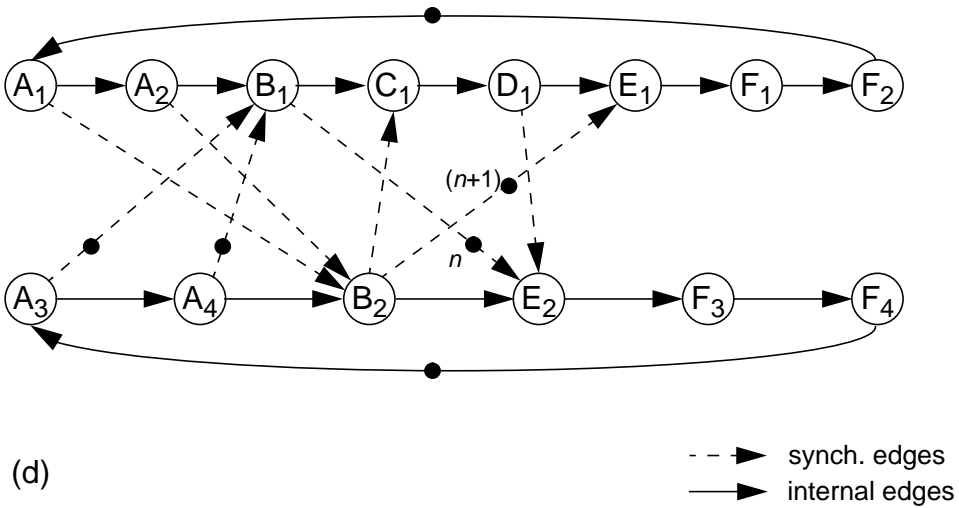 A1 A2 B1 C1 D1 E1 F1 F2
(n+1)
n
A3 A4 B2 E2 F3 F4
(d)
synch. edges
internal edges